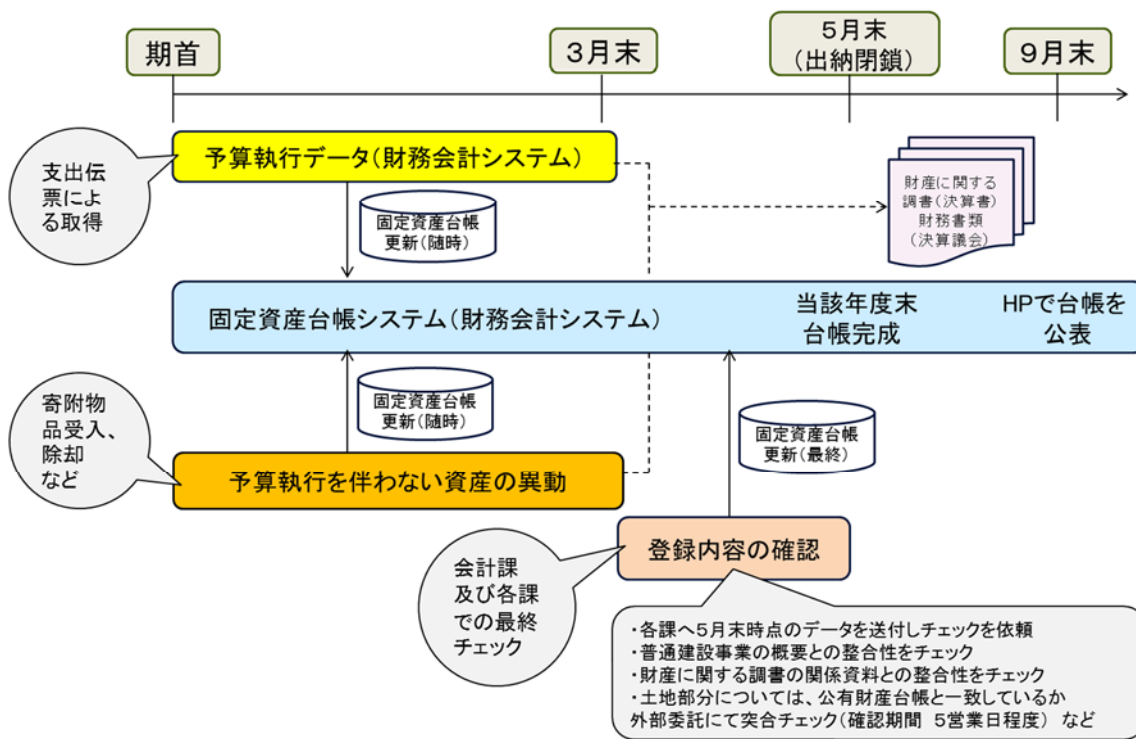 期首
3月末
5月末
(出納閉鎖)
9月末
支出伝
票によ
る取得
予算執行データ(財務会計システム)
固定資産台帳
更新(随時)
財産に関する
調書(決算書)
財務書類
(決算議会)
固定資産台帳システム(財務会計システム)
当該年度末
台帳完成
HPで台帳を
公表
寄附物
品受入、
除却
など
固定資産台帳
更新(随時)
固定資産台帳
更新(最終)
予算執行を伴わない資産の異動
登録内容の確認
会計課
及び各課
での最終
チェック
・各課へ5月末時点のデータを送付しチェックを依頼
・普通建設事業の概要との整合性をチェック
・財産に関する調書の関係資料との整合性をチェック
・土地部分については、公有財産台帳と一致しているか
外部委託にて突合チェック(確認期間 5営業日程度) など